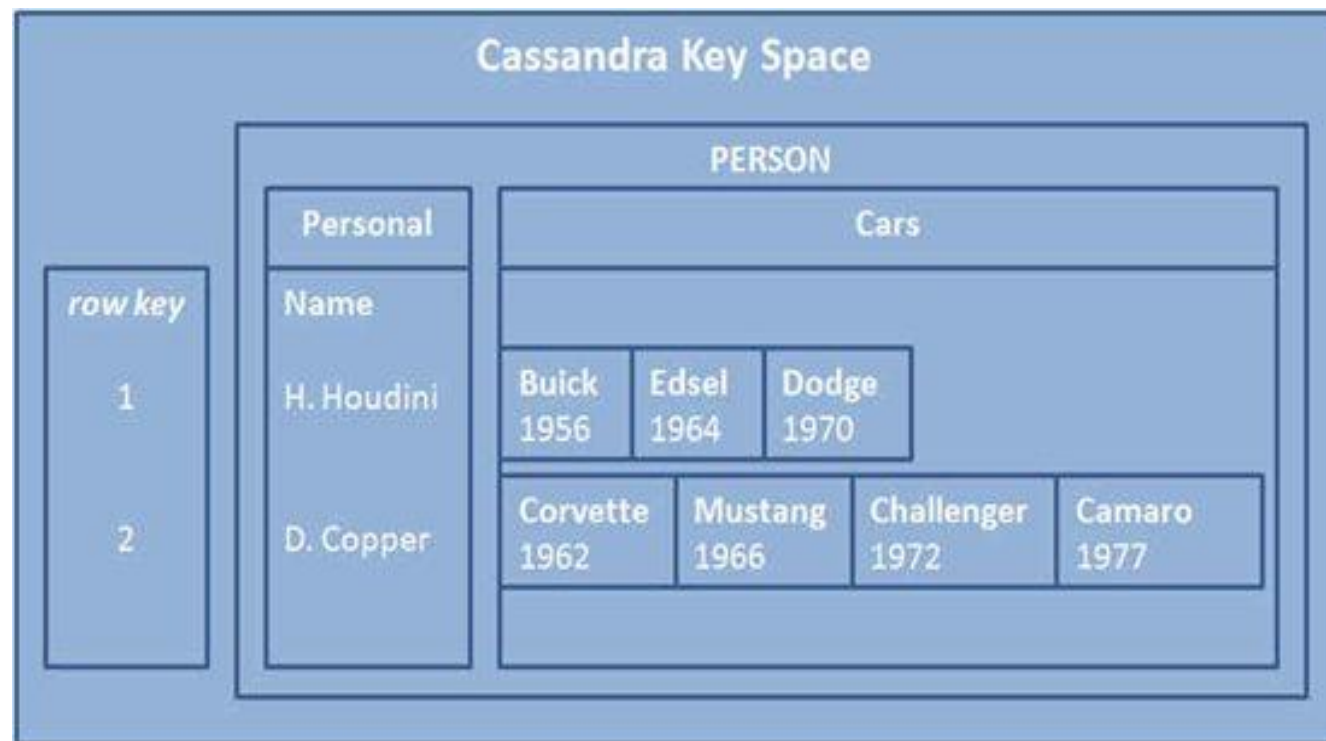 Cassandra Key Space
PERSON
Personal
Cars
row key
Name
1
H. Houdini
Buick
1956
Edsel
1964
Dodge
1970
2
D. Copper
Corvette
1962
Mustang
1966
Challenger
1972
Camaro
1977